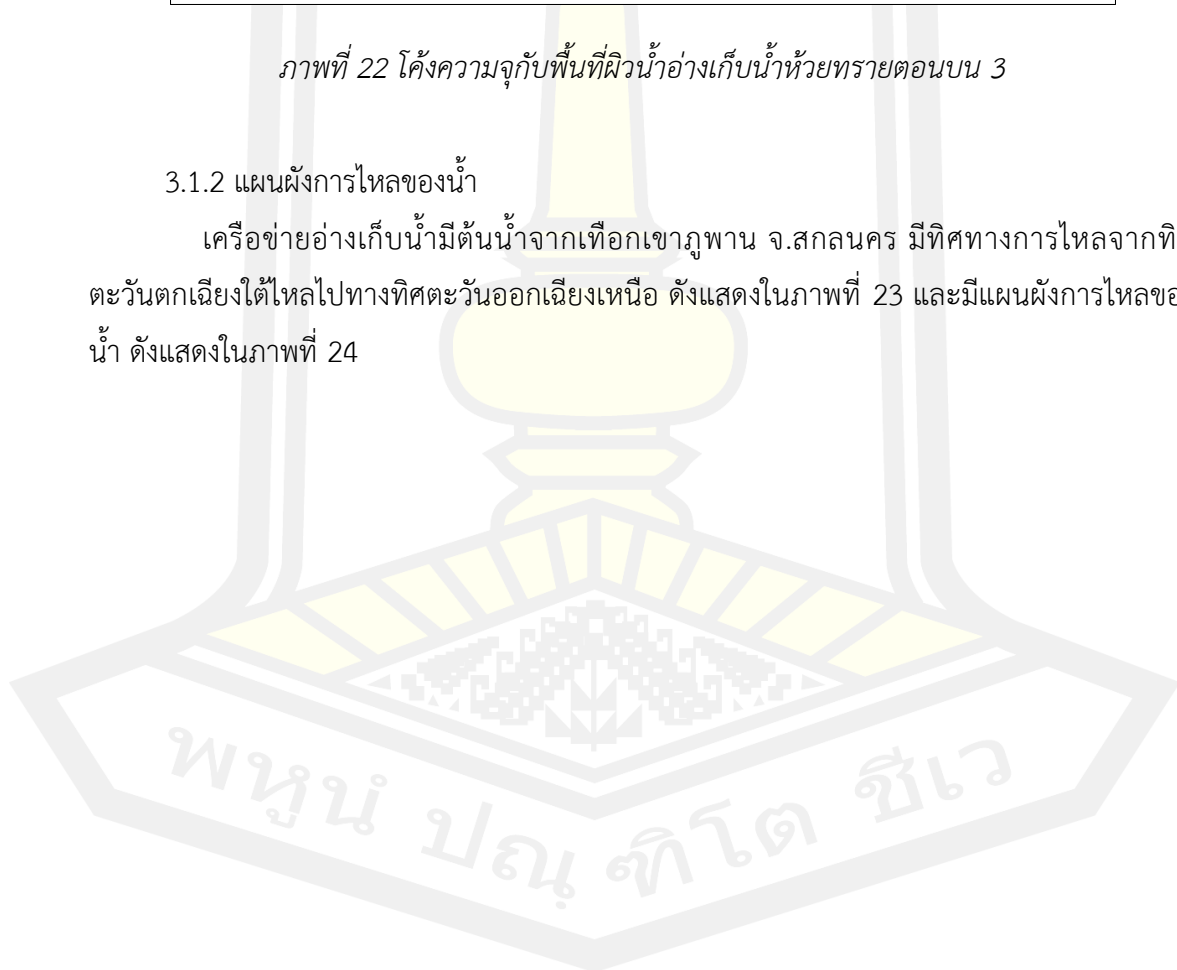 ภาพที่ 22 โค้งความจุกับพื้นที่ผิวน้ำอ่างเก็บน้ำห้วยทรายตอนบน 3
3.1.2 แผนผังการไหลของน้ำ
เครือข่ายอ่างเก็บน้ำมีต้นน้ำจากเทือกเขาภูพาน จ.สกลนคร มีทิศทางการไหลจากทิ
ตะวันตกเฉียงใต้ไหลไปทางทิศตะวันออกเฉียงเหนือ ดังแสดงในภาพที่ 23 และมีแผนผังการไหลขอ
น้ำ ดังแสดงในภาพที่ 24
พหูนํ ปณฺฑิโต ชีเว